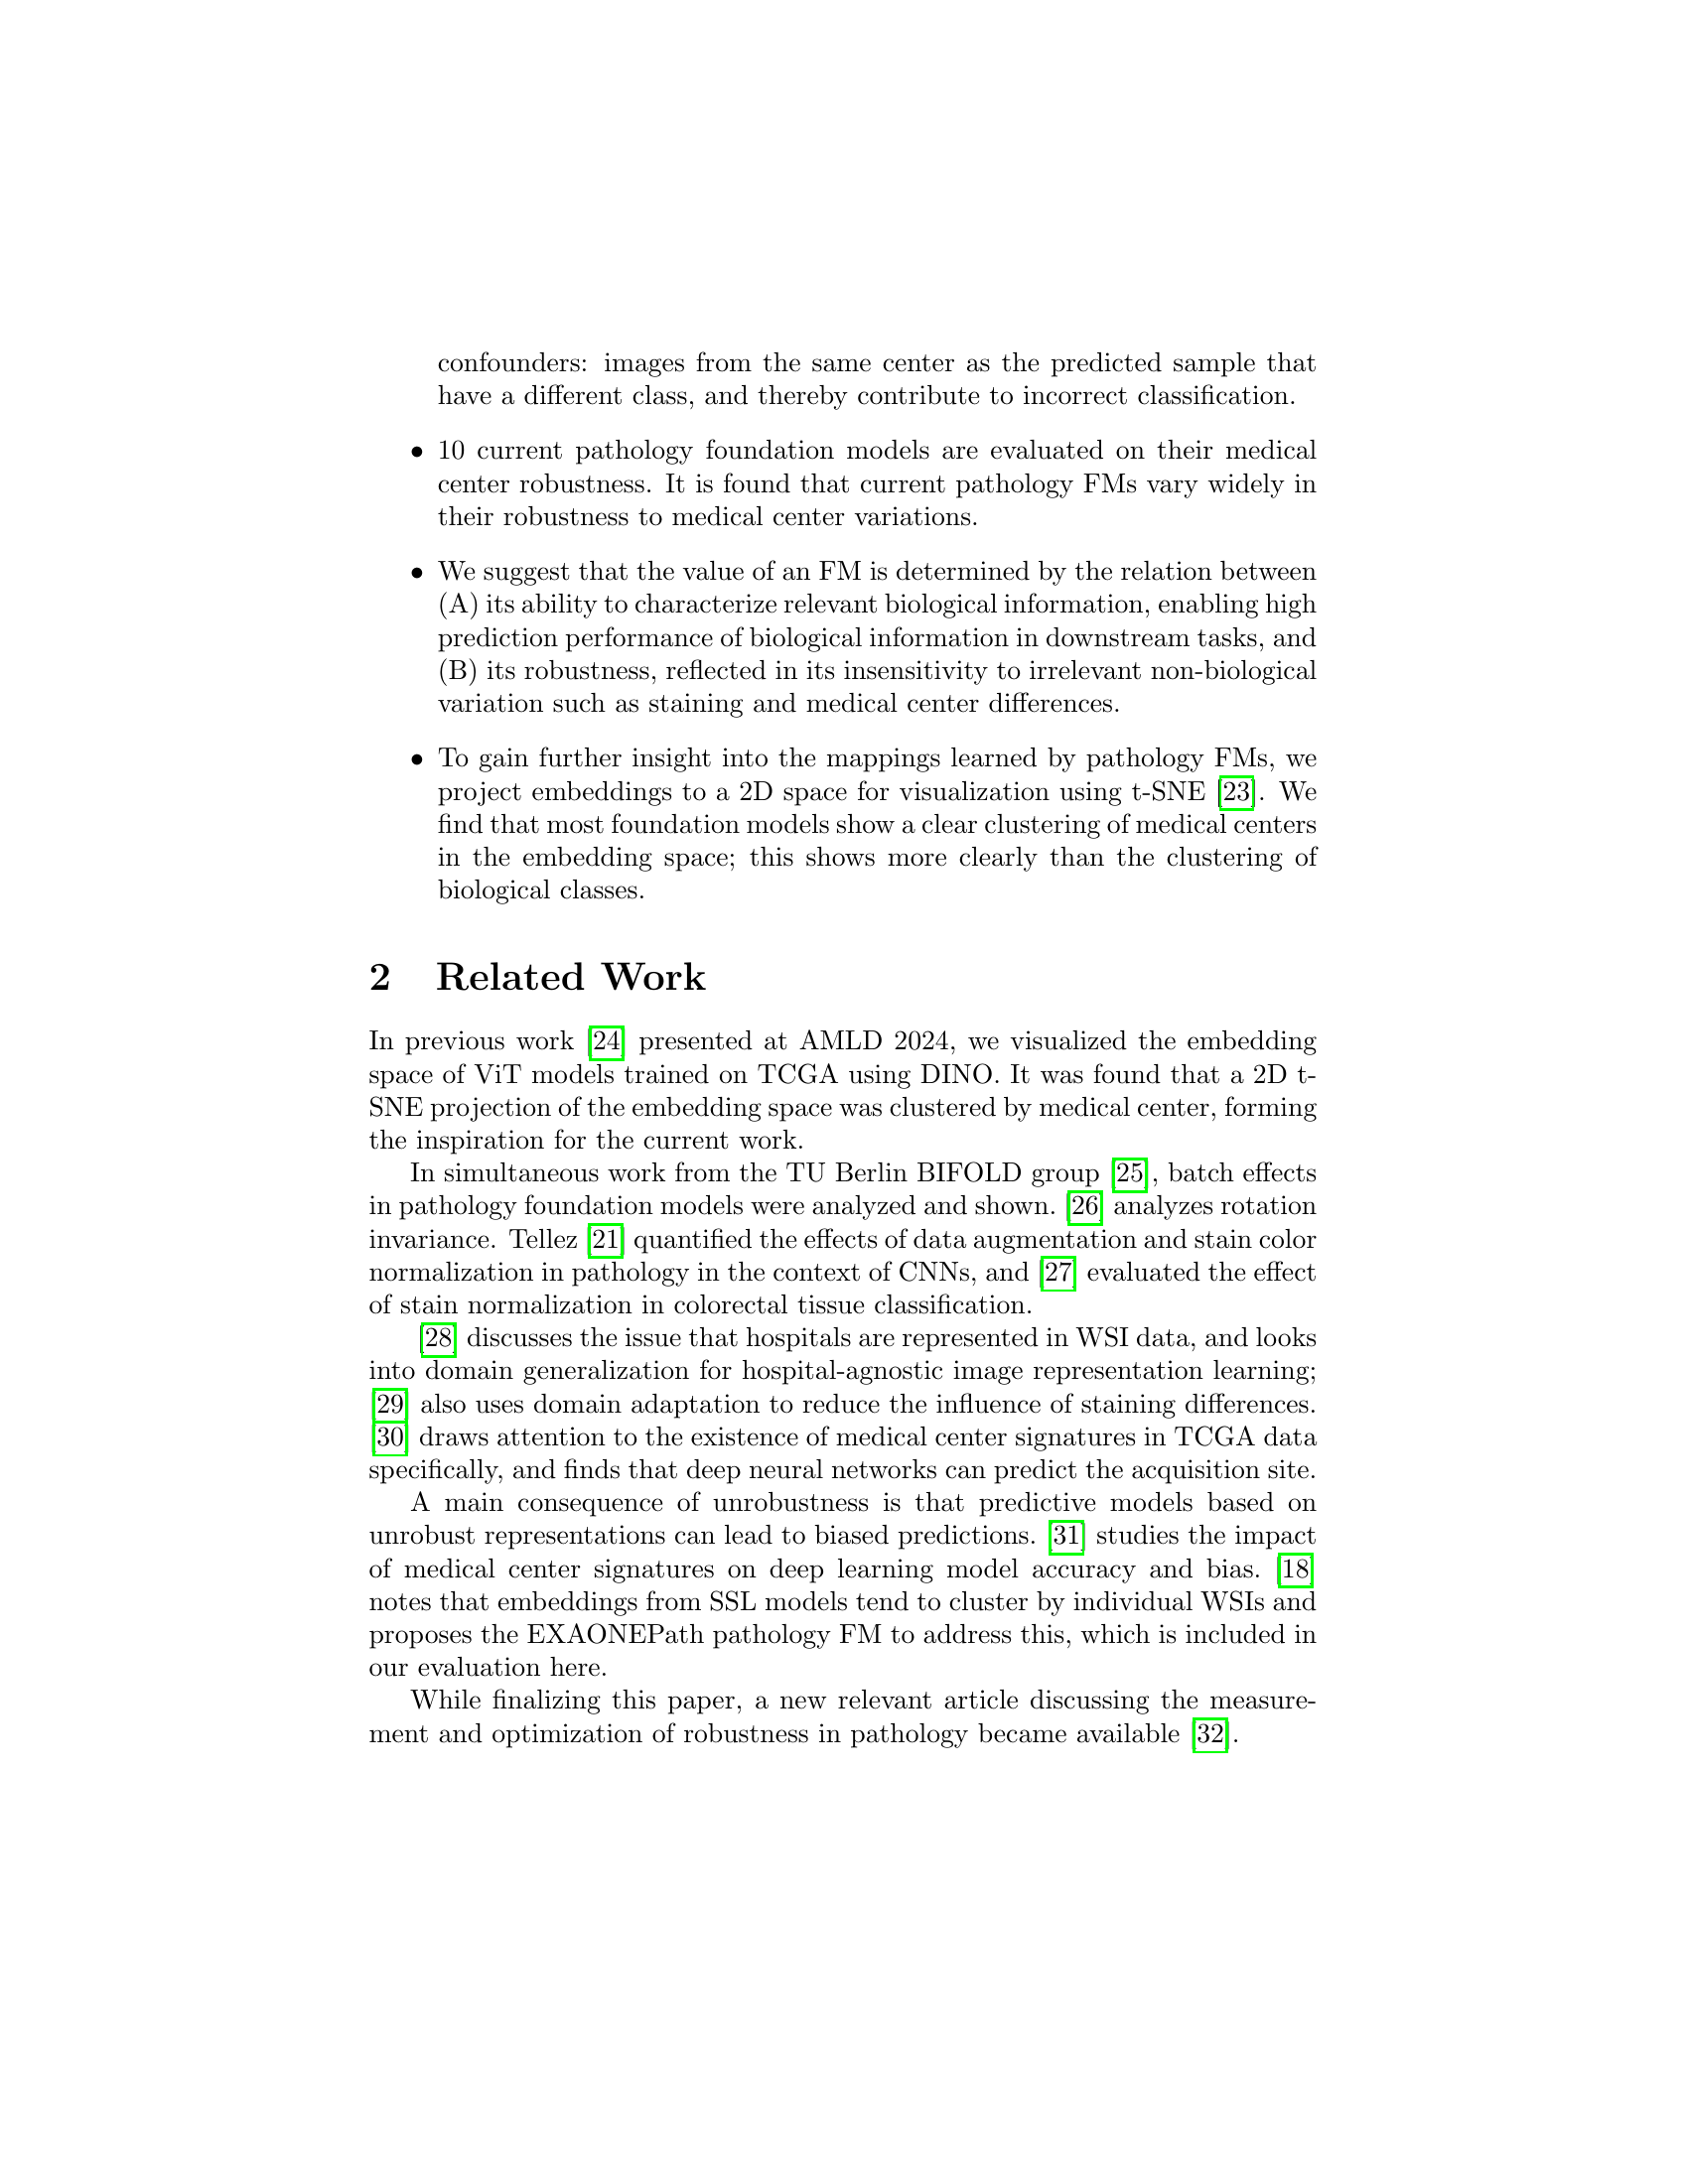 confounders: images from the same center as the predicted sample that
have a different class, and thereby contribute to incorrect classification.
• 10 current pathology foundation models are evaluated on their medical
center robustness. It is found that current pathology FMs vary widely in
their robustness to medical center variations.
• We suggest that the value of an FM is determined by the relation between
(A) its ability to characterize relevant biological information, enabling high
prediction performance of biological information in downstream tasks, and
(B) its robustness, reflected in its insensitivity to irrelevant non-biological
variation such as staining and medical center differences.
• To gain further insight into the mappings learned by pathology FMs, we
project embeddings to a 2D space for visualization using t-SNE [23]. We
find that most foundation models show a clear clustering of medical centers
in the embedding space; this shows more clearly than the clustering of
biological classes.
2 Related Work
In previous work [24] presented at AMLD 2024, we visualized the embedding
space of ViT models trained on TCGA using DINO. It was found that a 2D t-
SNE projection of the embedding space was clustered by medical center, forming
the inspiration for the current work.
In simultaneous work from the TU Berlin BIFOLD group [25], batch effects
in pathology foundation models were analyzed and shown. [26] analyzes rotation
invariance. Tellez [21] quantified the effects of data augmentation and stain color
normalization in pathology in the context of CNNs, and [27] evaluated the effect
of stain normalization in colorectal tissue classification.
[28] discusses the issue that hospitals are represented in WSI data, and looks
into domain generalization for hospital-agnostic image representation learning;
[29] also uses domain adaptation to reduce the influence of staining differences.
[30] draws attention to the existence of medical center signatures in TCGA data
specifically, and finds that deep neural networks can predict the acquisition site.
A main consequence of unrobustness is that predictive models based on
unrobust representations can lead to biased predictions. [31] studies the impact
of medical center signatures on deep learning model accuracy and bias. [18]
notes that embeddings from SSL models tend to cluster by individual WSIs and
proposes the EXAONEPath pathology FM to address this, which is included in
our evaluation here.
While finalizing this paper, a new relevant article discussing the measure-
ment and optimization of robustness in pathology became available [32].